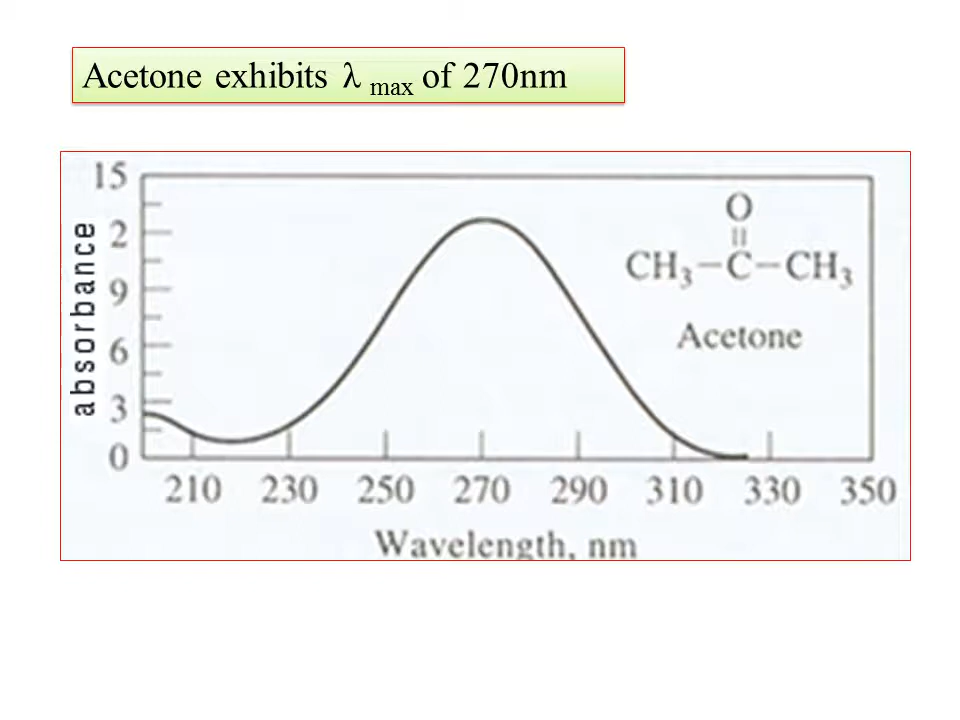 Acetone exhibits λ max of 270nm
15
12
9
6
3
0
absorbance
O
CH3-C-CH3
Acetone
210 230 250 270 290 310 330 350
Wavelength, nm